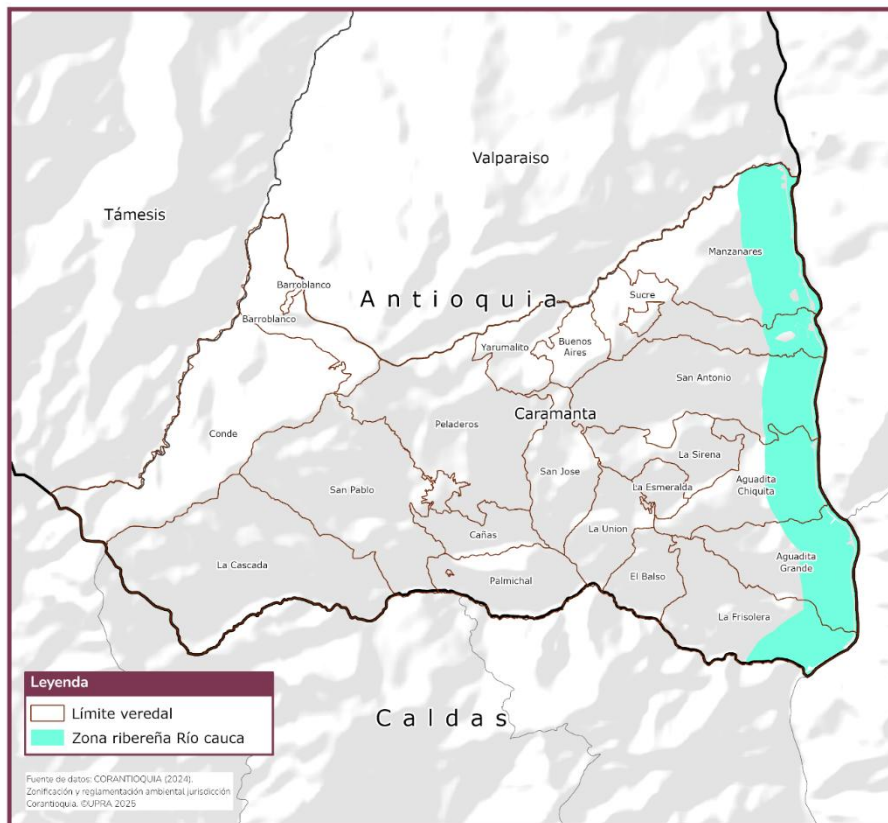 Valparaiso
Támesis
Manzanares
Barroblanco
Sucre
Antioquia
Barroblanco
Buenos
Aires
Yarumalito
San Antonio
Caramanta
Peladeros
Conde
La Sirena
San Jose
Aguadita
Chiquita
San Pablo
La Esmeralda
La Union
Cañas
Aguadita
Grande
La Cascada
Palmichal
El Balso
La Frisolera
Leyenda
Límite veredal
Zona ribereña Río cauca
Caldas
Fuente de datos: CORANTIOQUIA (2024).
Zonificación y reglamentación ambiental jurisdicción
Corantioquia. ©UPRA 2025